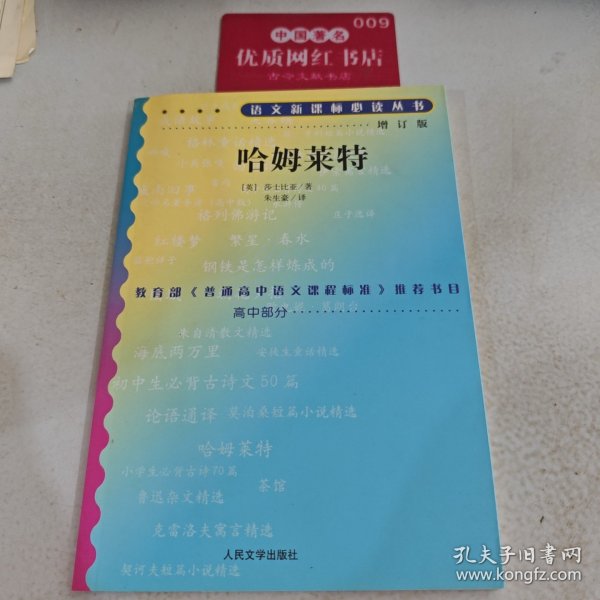 009
中国著名
优质网红书店
古今文献书店
语文新课标必读丛书
增订版
哈姆莱特
[英] 莎士比亚/著
朱生豪/译
格列佛游记
庄子选译
红楼梦 繁星·春水
钢铁是怎样炼成的
教育部《普通高中语文课程标准》推荐书目
高中部分
朱自清散文精选
海底两万里 安徒生童话精选
初中生必背古诗文50篇
论语通译 莫泊桑短篇小说精选
哈姆莱特
小学生必背古诗70篇
茶馆
鲁迅杂文精选
克雷洛夫寓言精选
人民文学出版社
契诃夫短篇小说精选
孔夫子旧书网
www.kongfz.com